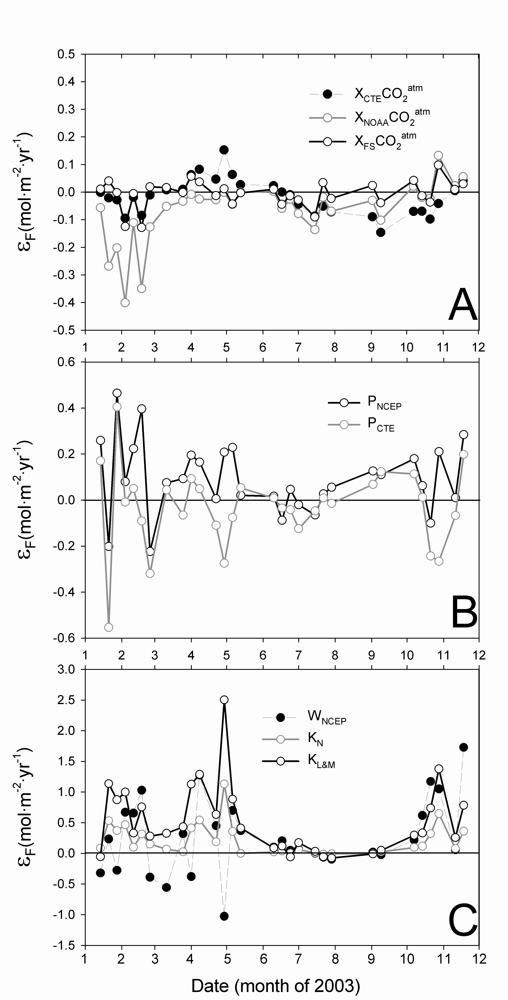 0.5
0.4
0.3
0.2
0.1
0.0
-0.1
-0.2
-0.3
-0.4
-0.5
εF(mol·m-2·yr-1)
XCTECO2atm
XNOAACO2atm
XFSCO2atm
A
1 2 3 4 5 6 7 8 9 10 11 12
0.6
0.4
0.2
0.0
-0.2
-0.4
-0.6
εF(mol·m-2·yr-1)
PNCEP
PCTE
B
1 2 3 4 5 6 7 8 9 10 11 12
3.0
2.5
2.0
1.5
1.0
0.5
0.0
-0.5
-1.0
-1.5
εF(mol·m-2·yr-1)
WNCEP
KN
KL&M
C
1 2 3 4 5 6 7 8 9 10 11 12
Date (month of 2003)